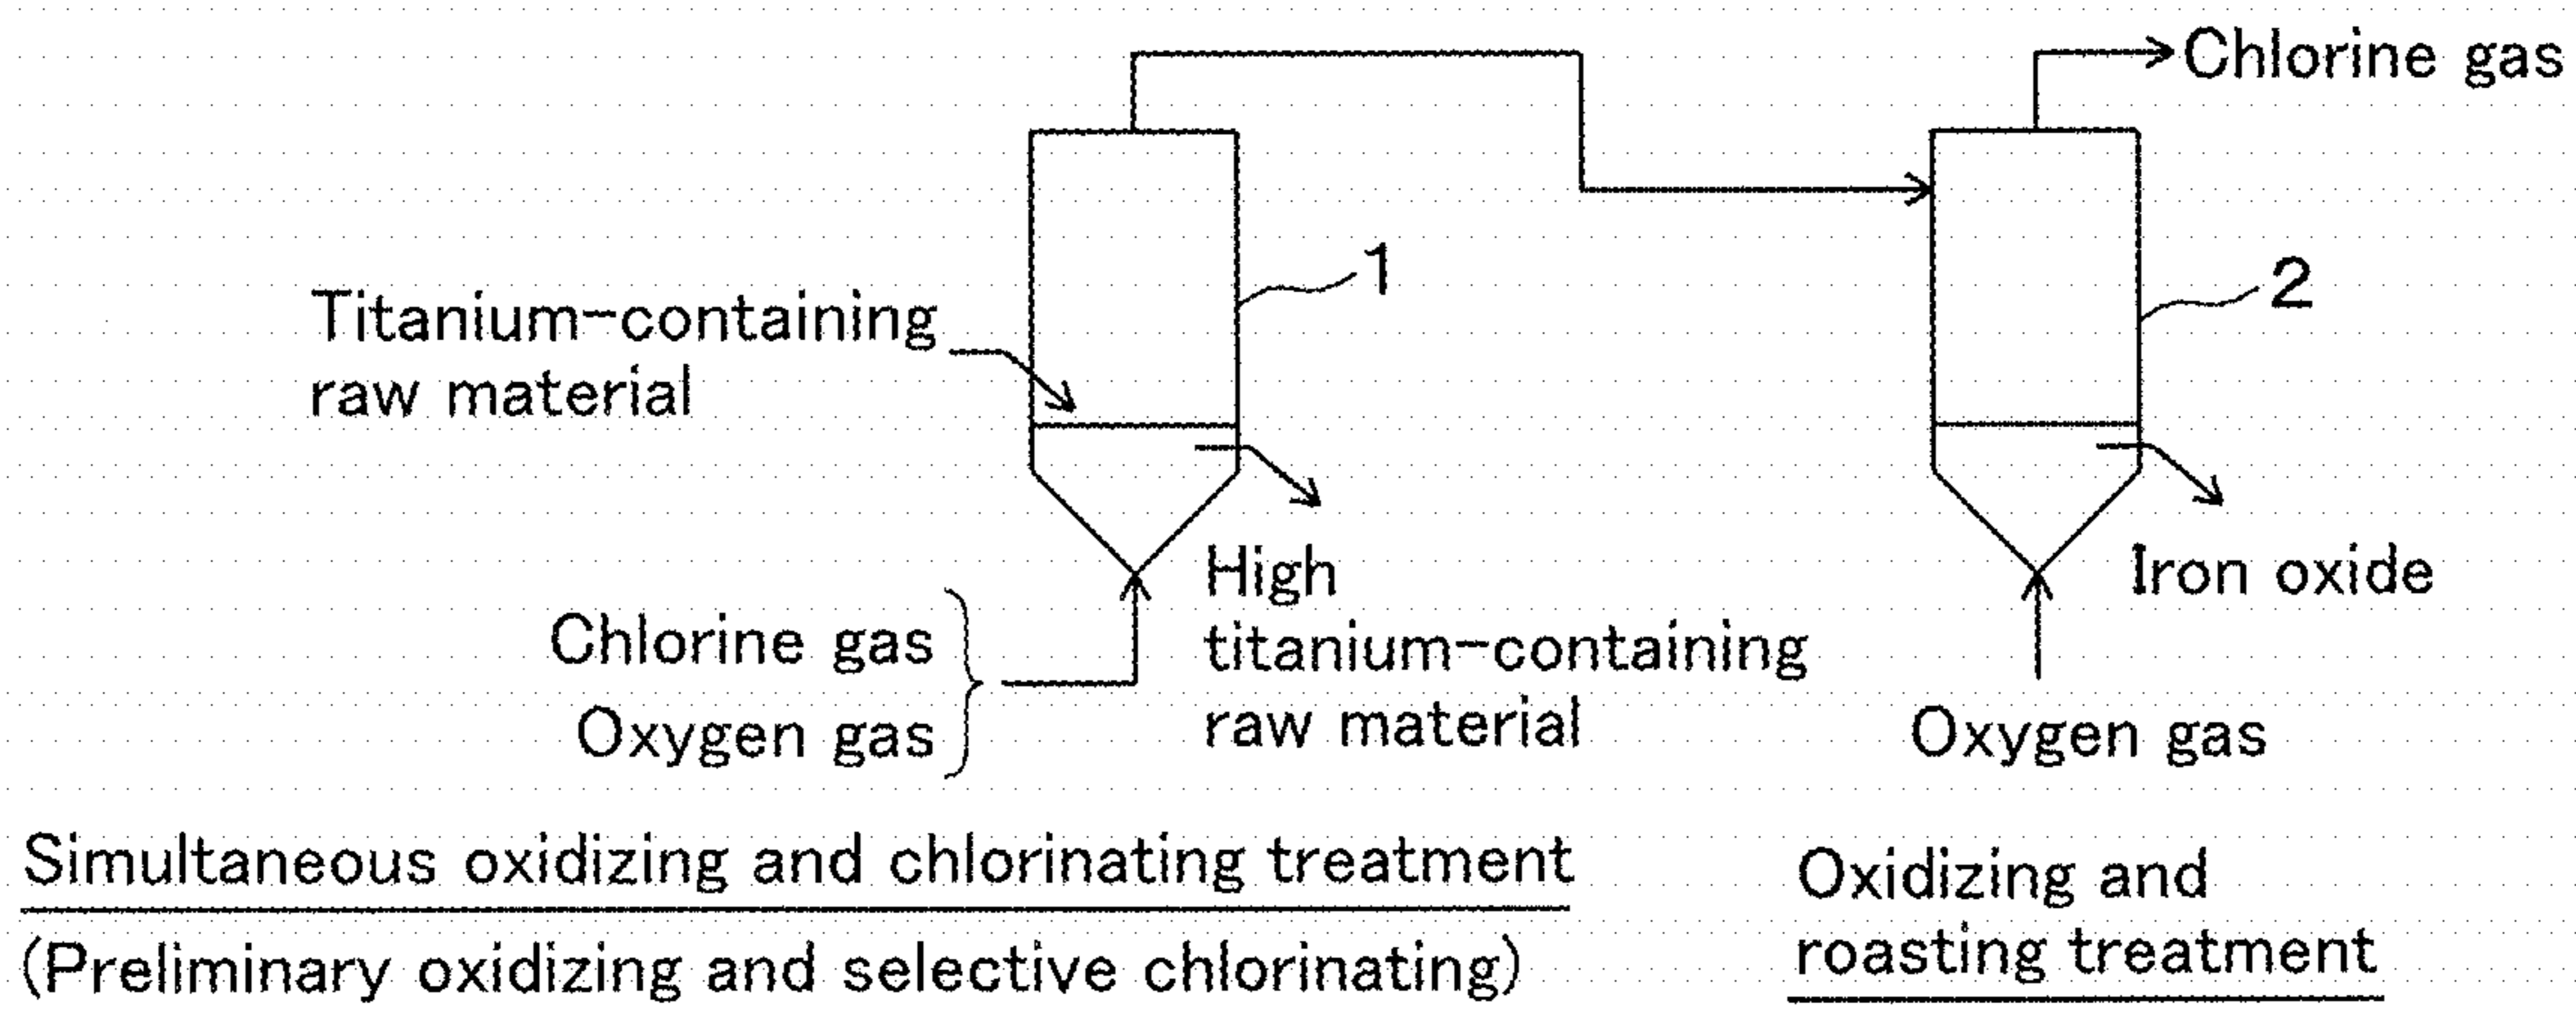 Chlorine gas
1
2
Titanium-containing
raw material
High
titanium-containing
raw material
Iron oxide
Chlorine gas
Oxygen gas
Oxygen gas
Simultaneous oxidizing and chlorinating treatment
(Preliminary oxidizing and selective chlorinating)
Oxidizing and
roasting treatment